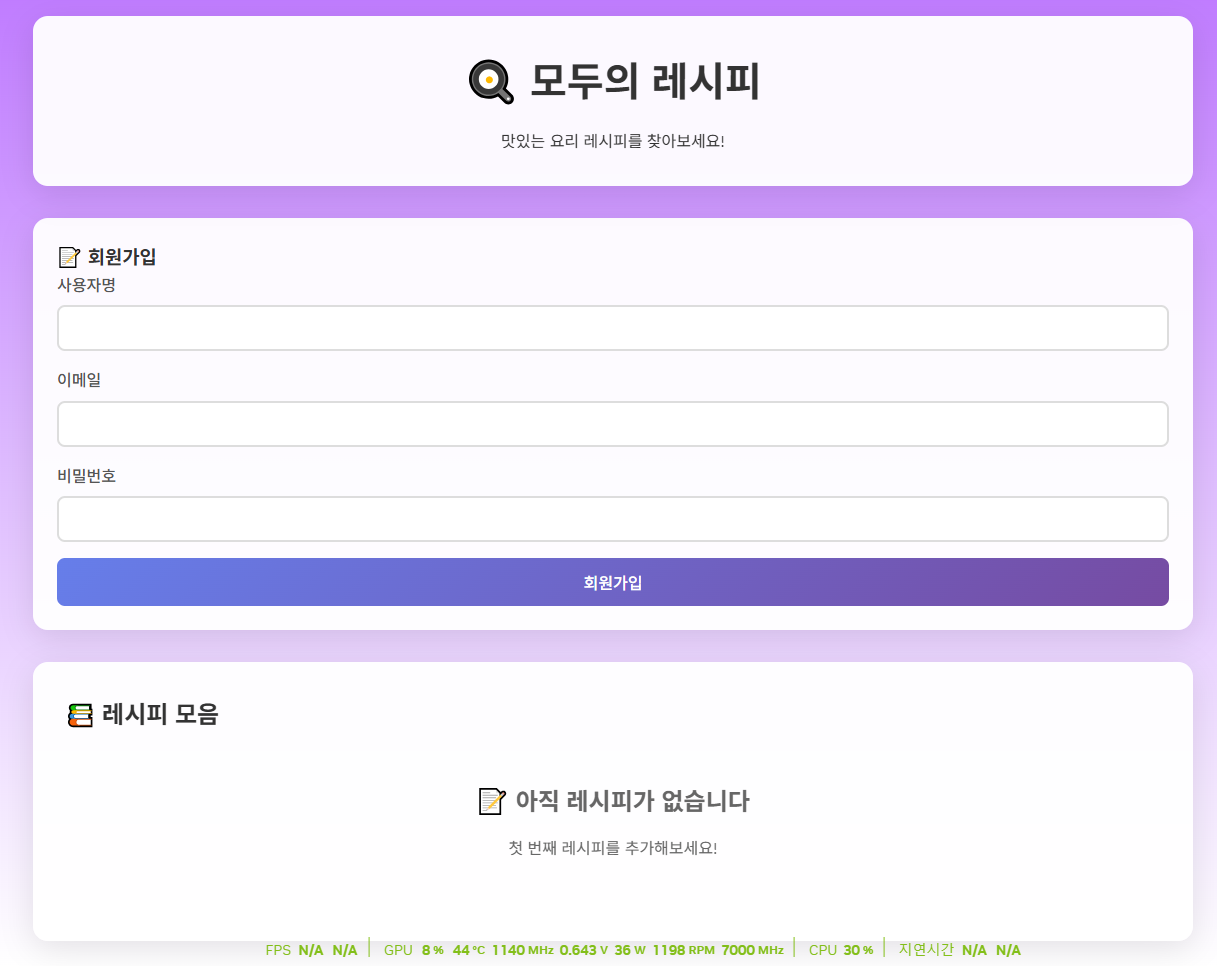 모두의 레시피
맛있는 요리 레시피를 찾아보세요!
회원가입
사용자명
이메일
비밀번호
회원가입
레시피 모음
아직 레시피가 없습니다
첫 번째 레시피를 추가해보세요!
FPS N/A N/A GPU 8 % 44 °C 1140 MHz 0.643 V 36 W 1198 RPM 7000 MHz CPU 30 % 지연시간 N/A N/A